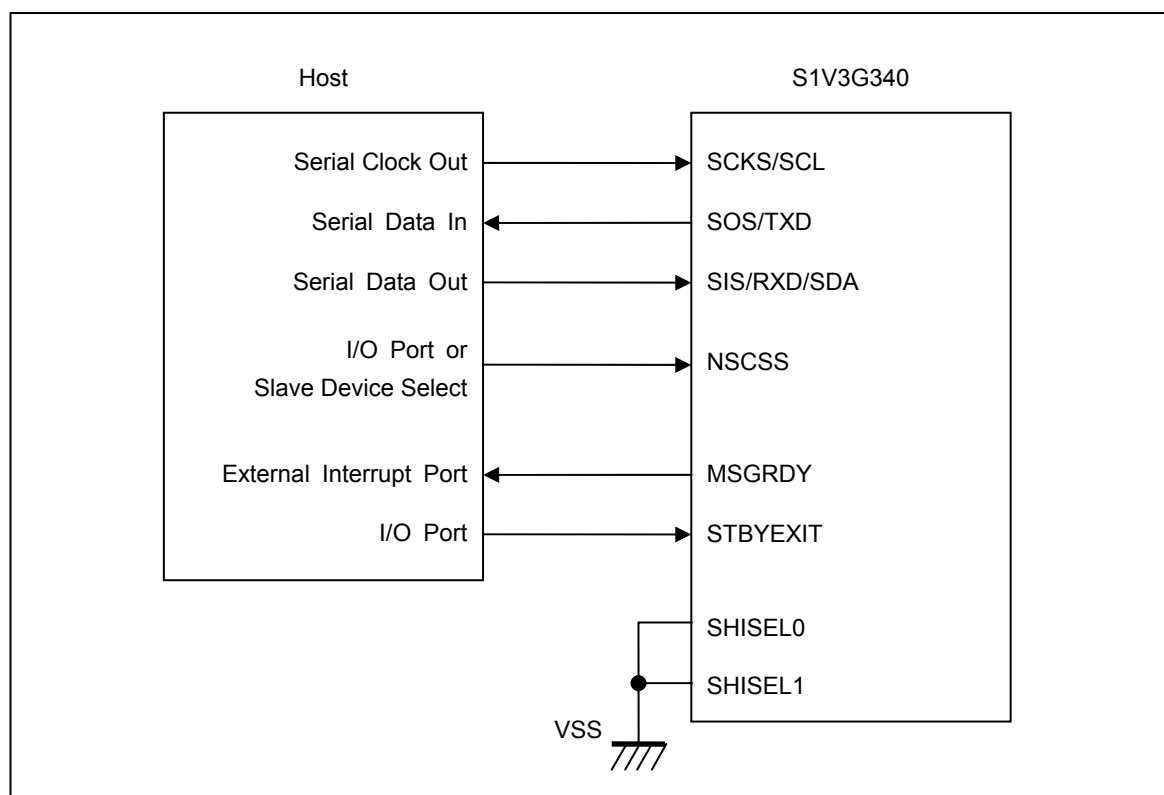 Host
S1V3G340
Serial Clock Out
SCKS/SCL
Serial Data In
SOS/TXD
Serial Data Out
SIS/RXD/SDA
I/O Port or
Slave Device Select
NSCSS
External Interrupt Port
MSGRDY
I/O Port
STBYEXIT
SHISEL0
SHISEL1
VSS